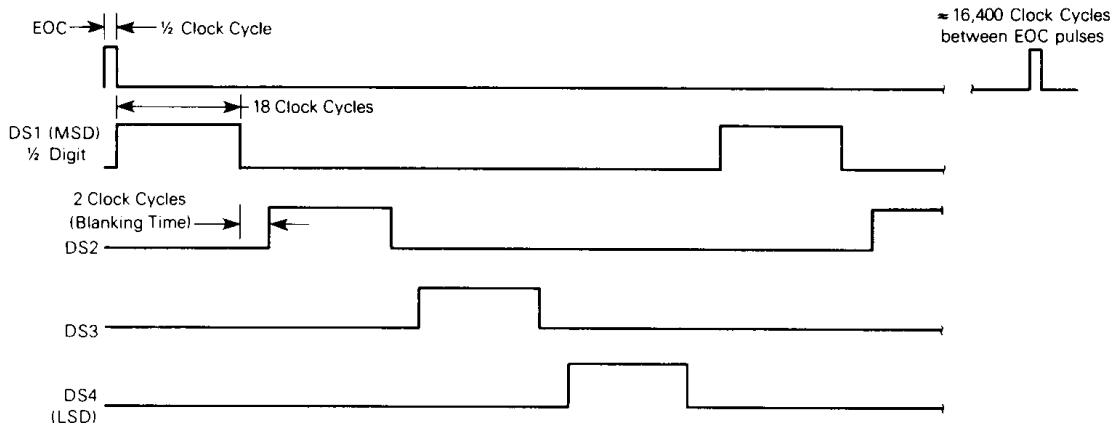 EOC
½ Clock Cycle
≈ 16,400 Clock Cycles
between EOC pulses
18 Clock Cycles
DS1 (MSD)
½ Digit
2 Clock Cycles
(Blanking Time)
DS2
DS3
DS4
(LSD)